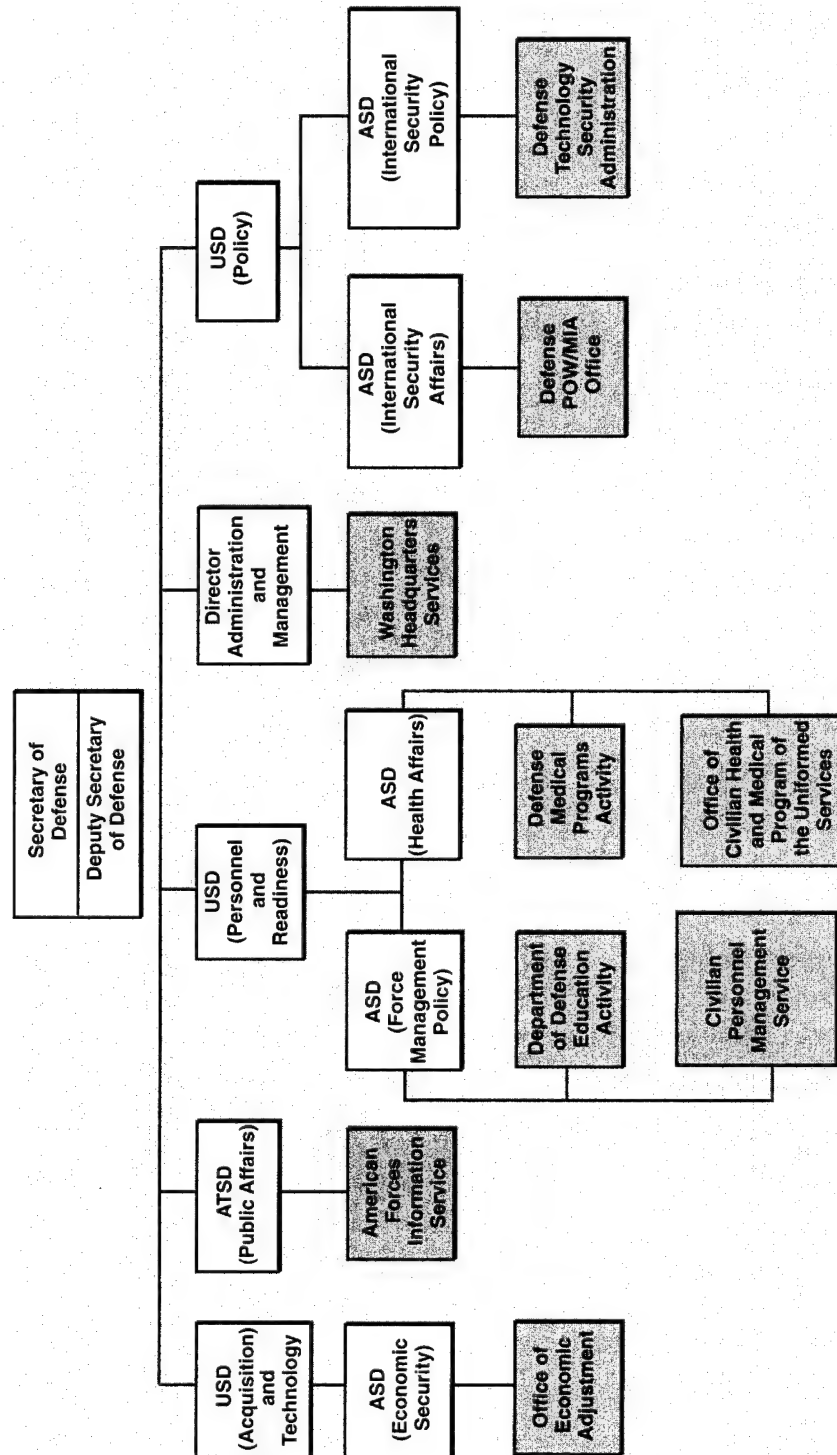 Secretary of
Defense
Deputy Secretary
of Defense
USD
(Acquisition)
and
Technology
ATSD
(Public Affairs)
USD
(Personnel
and
Readiness)
Director
Administration
and
Management
USD
(Policy)
ASD
(Economic
Security)
American
Forces
Information
Service
ASD
(Force
Management
Policy)
ASD
(Health Affairs)
Washington
Headquarters
Services
ASD
(International
Security
Affairs)
ASD
(International
Security
Policy)
Office of
Economic
Adjustment
Department
of Defense
Education
Activity
Defense
Medical
Programs
Activity
Defense
POW/MIA
Office
Defense
Technology
Security
Administration
Civilian
Personnel
Management
Service
Office of
Civilian Health
and Medical
Program of
the Uniformed
Services